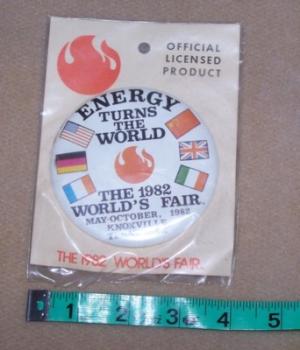 OFFICIAL
LICENSED
PRODUCT
ENERGY
TURNS
THE
WORLD
THE 1982
WORLD'S FAIR
MAY-OCTOBER, 1982
KNOXVILLE
THE 1982 WORLD'S FAIR
1 2 3 4 5